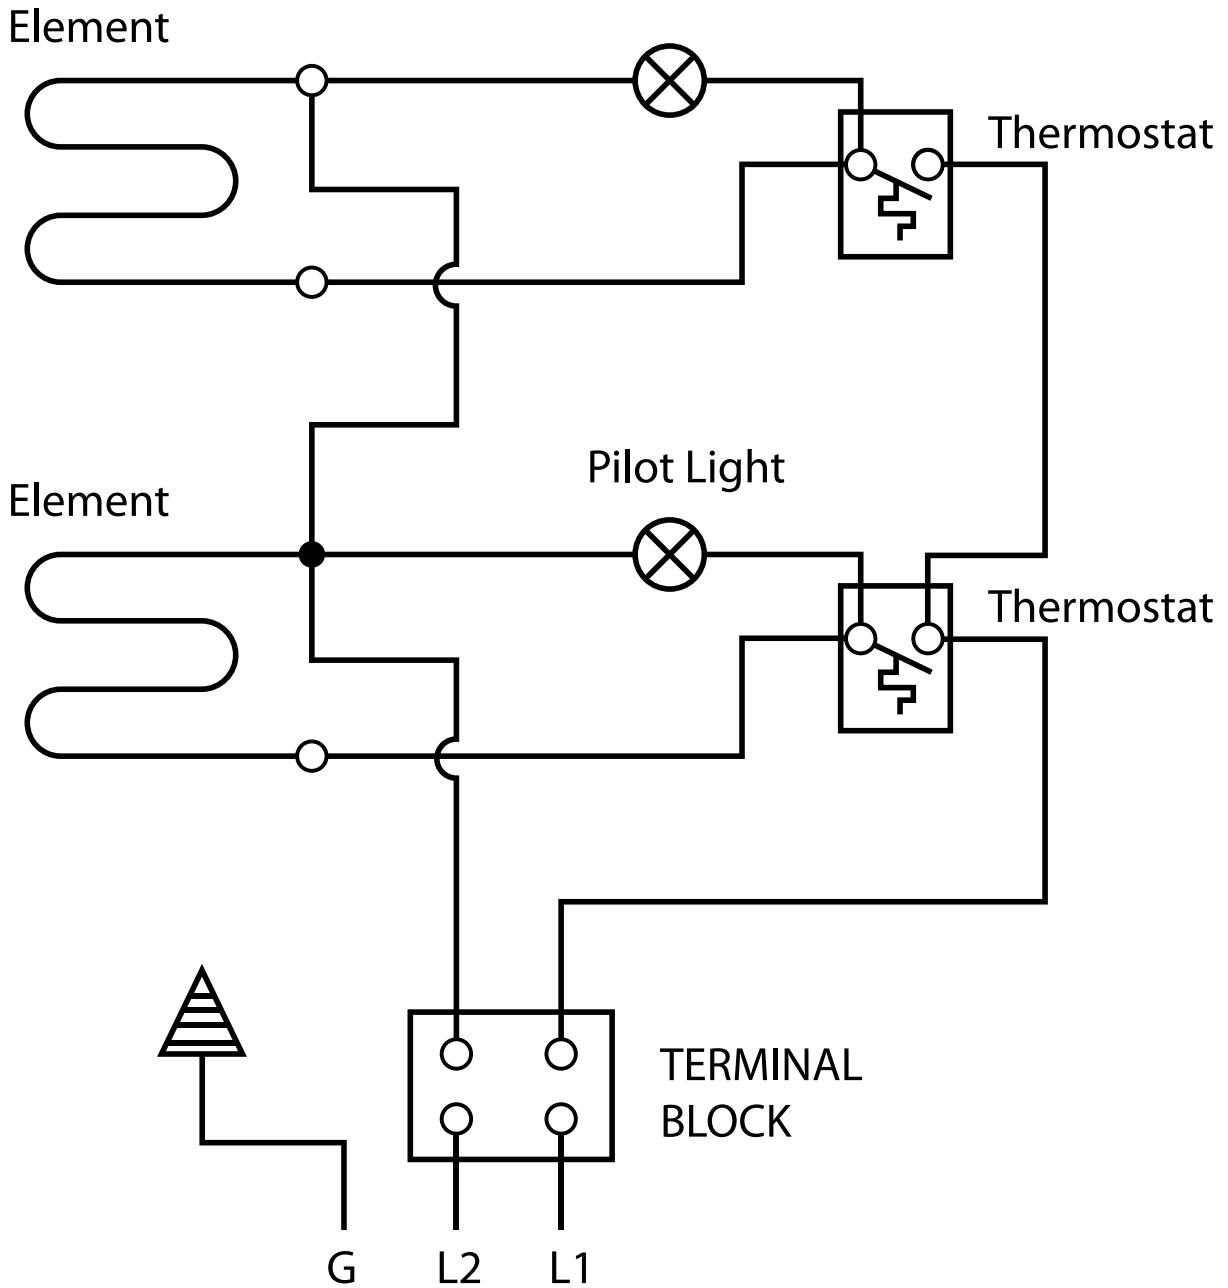 Element
Thermostat
Pilot Light
Element
Thermostat
TERMINAL
BLOCK
G
L2
L1